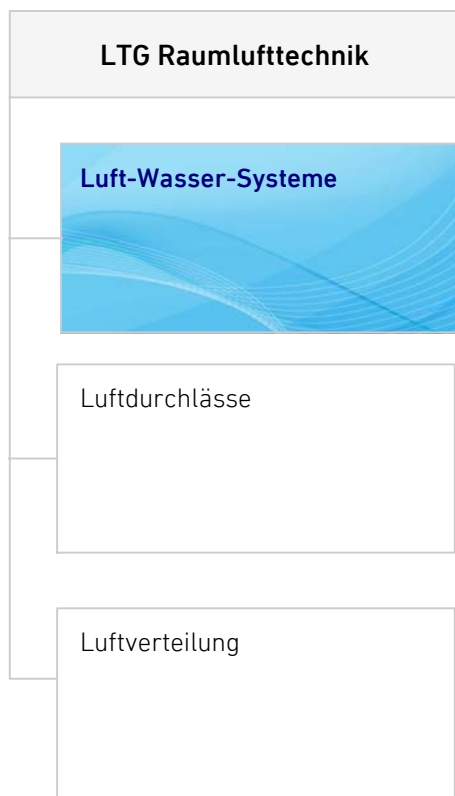 LTG Raumlufttechnik
Luft-Wasser-Systeme
Luftdurchlässe
Luftverteilung